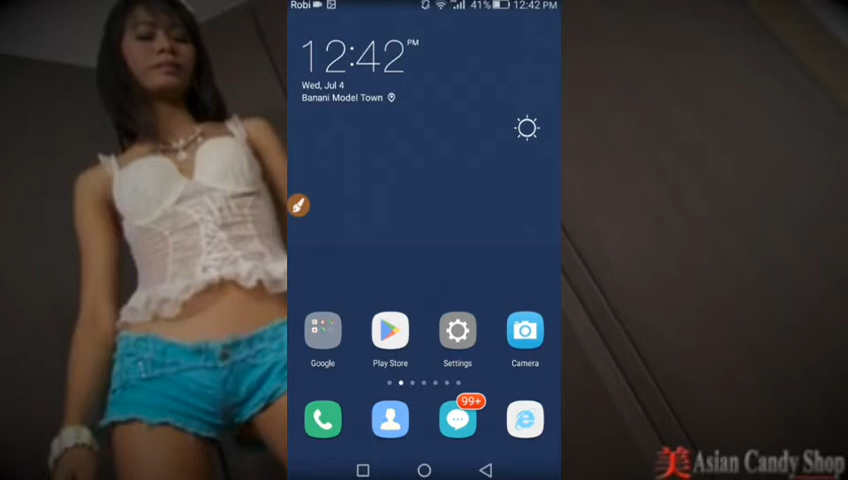 Robi 41% 12:42 PM
12:42 PM
Wed, Jul 4
Banani Model Town
Google Play Store Settings Camera
99+
美 Asian Candy Shop